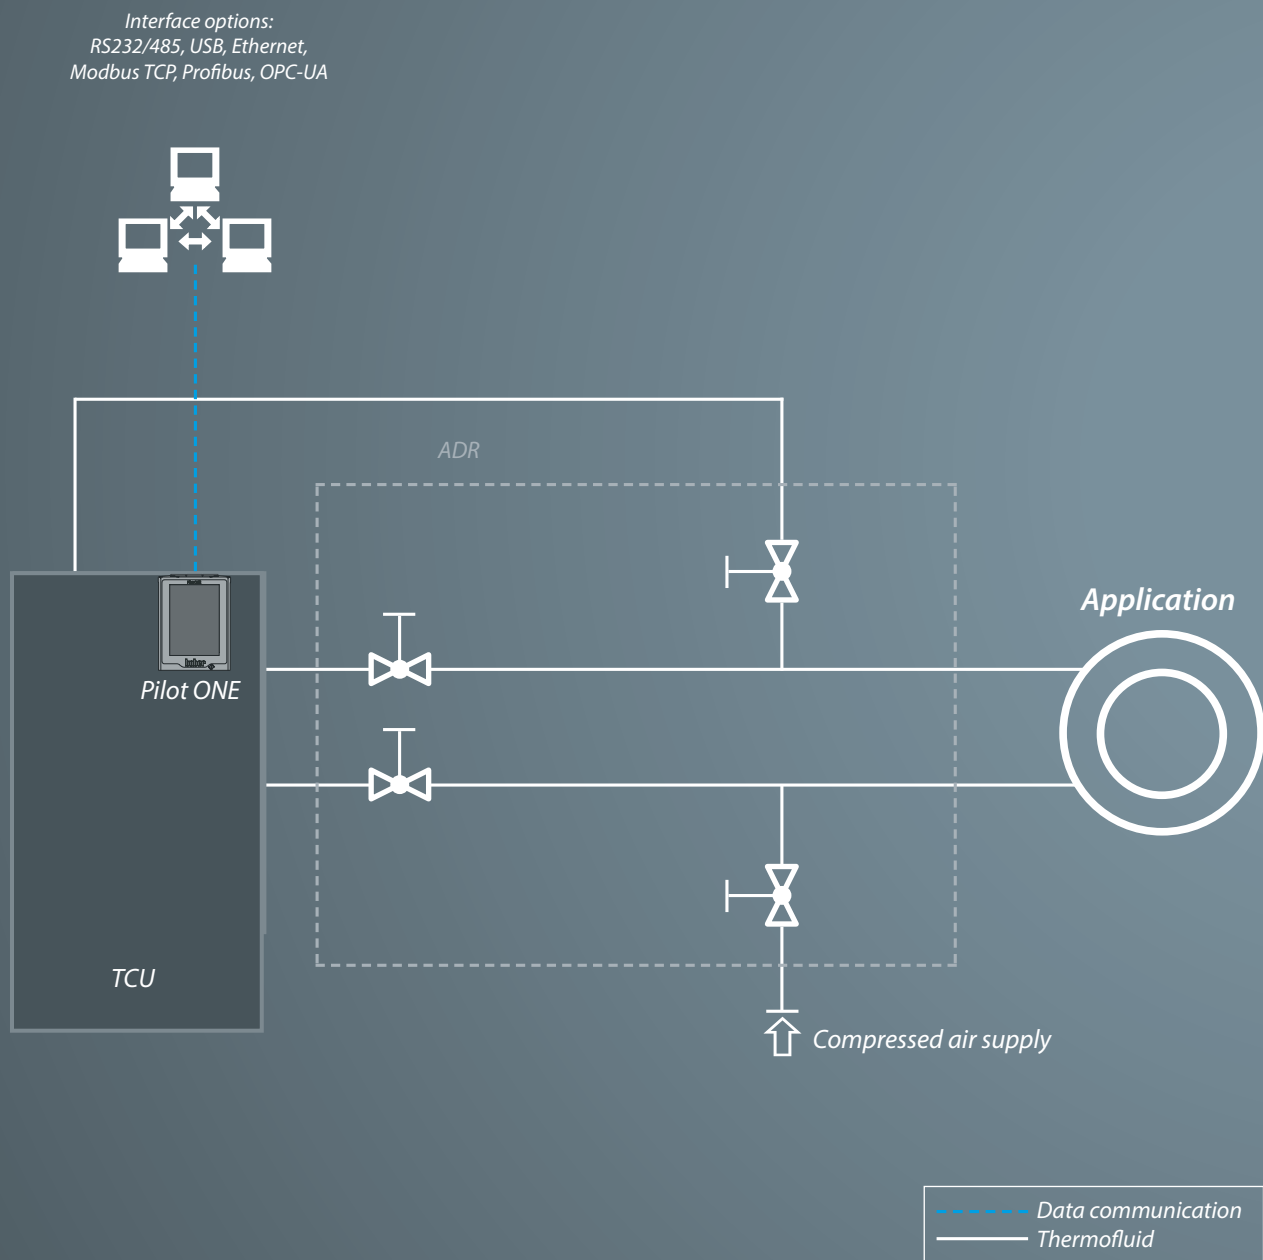 Interface options:
RS232/485, USB, Ethernet,
Modbus TCP, Profibus, OPC-UA
ADR
huber
Pilot ONE
Application
TCU
Compressed air supply
Data communication
Thermofluid